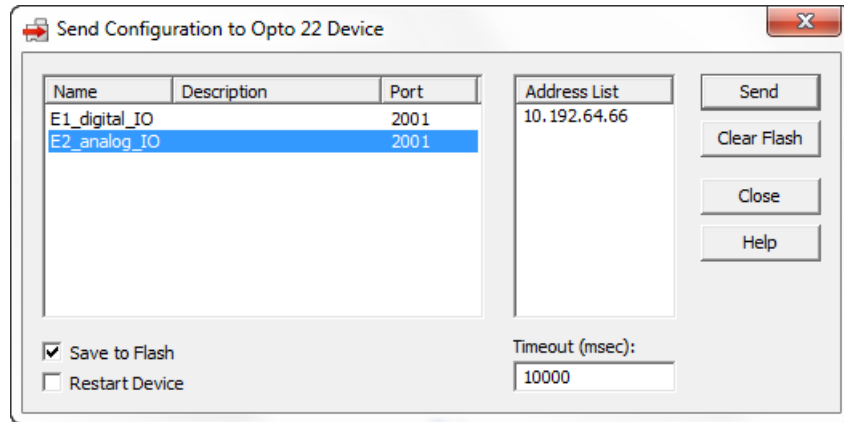 Send Configuration to Opto 22 Device
Name Description Port
E1_digital_IO 2001
E2_analog_IO 2001
Address List
10.192.64.66
Send
Clear Flash
Close
Help
Save to Flash
Restart Device
Timeout (msec):
10000